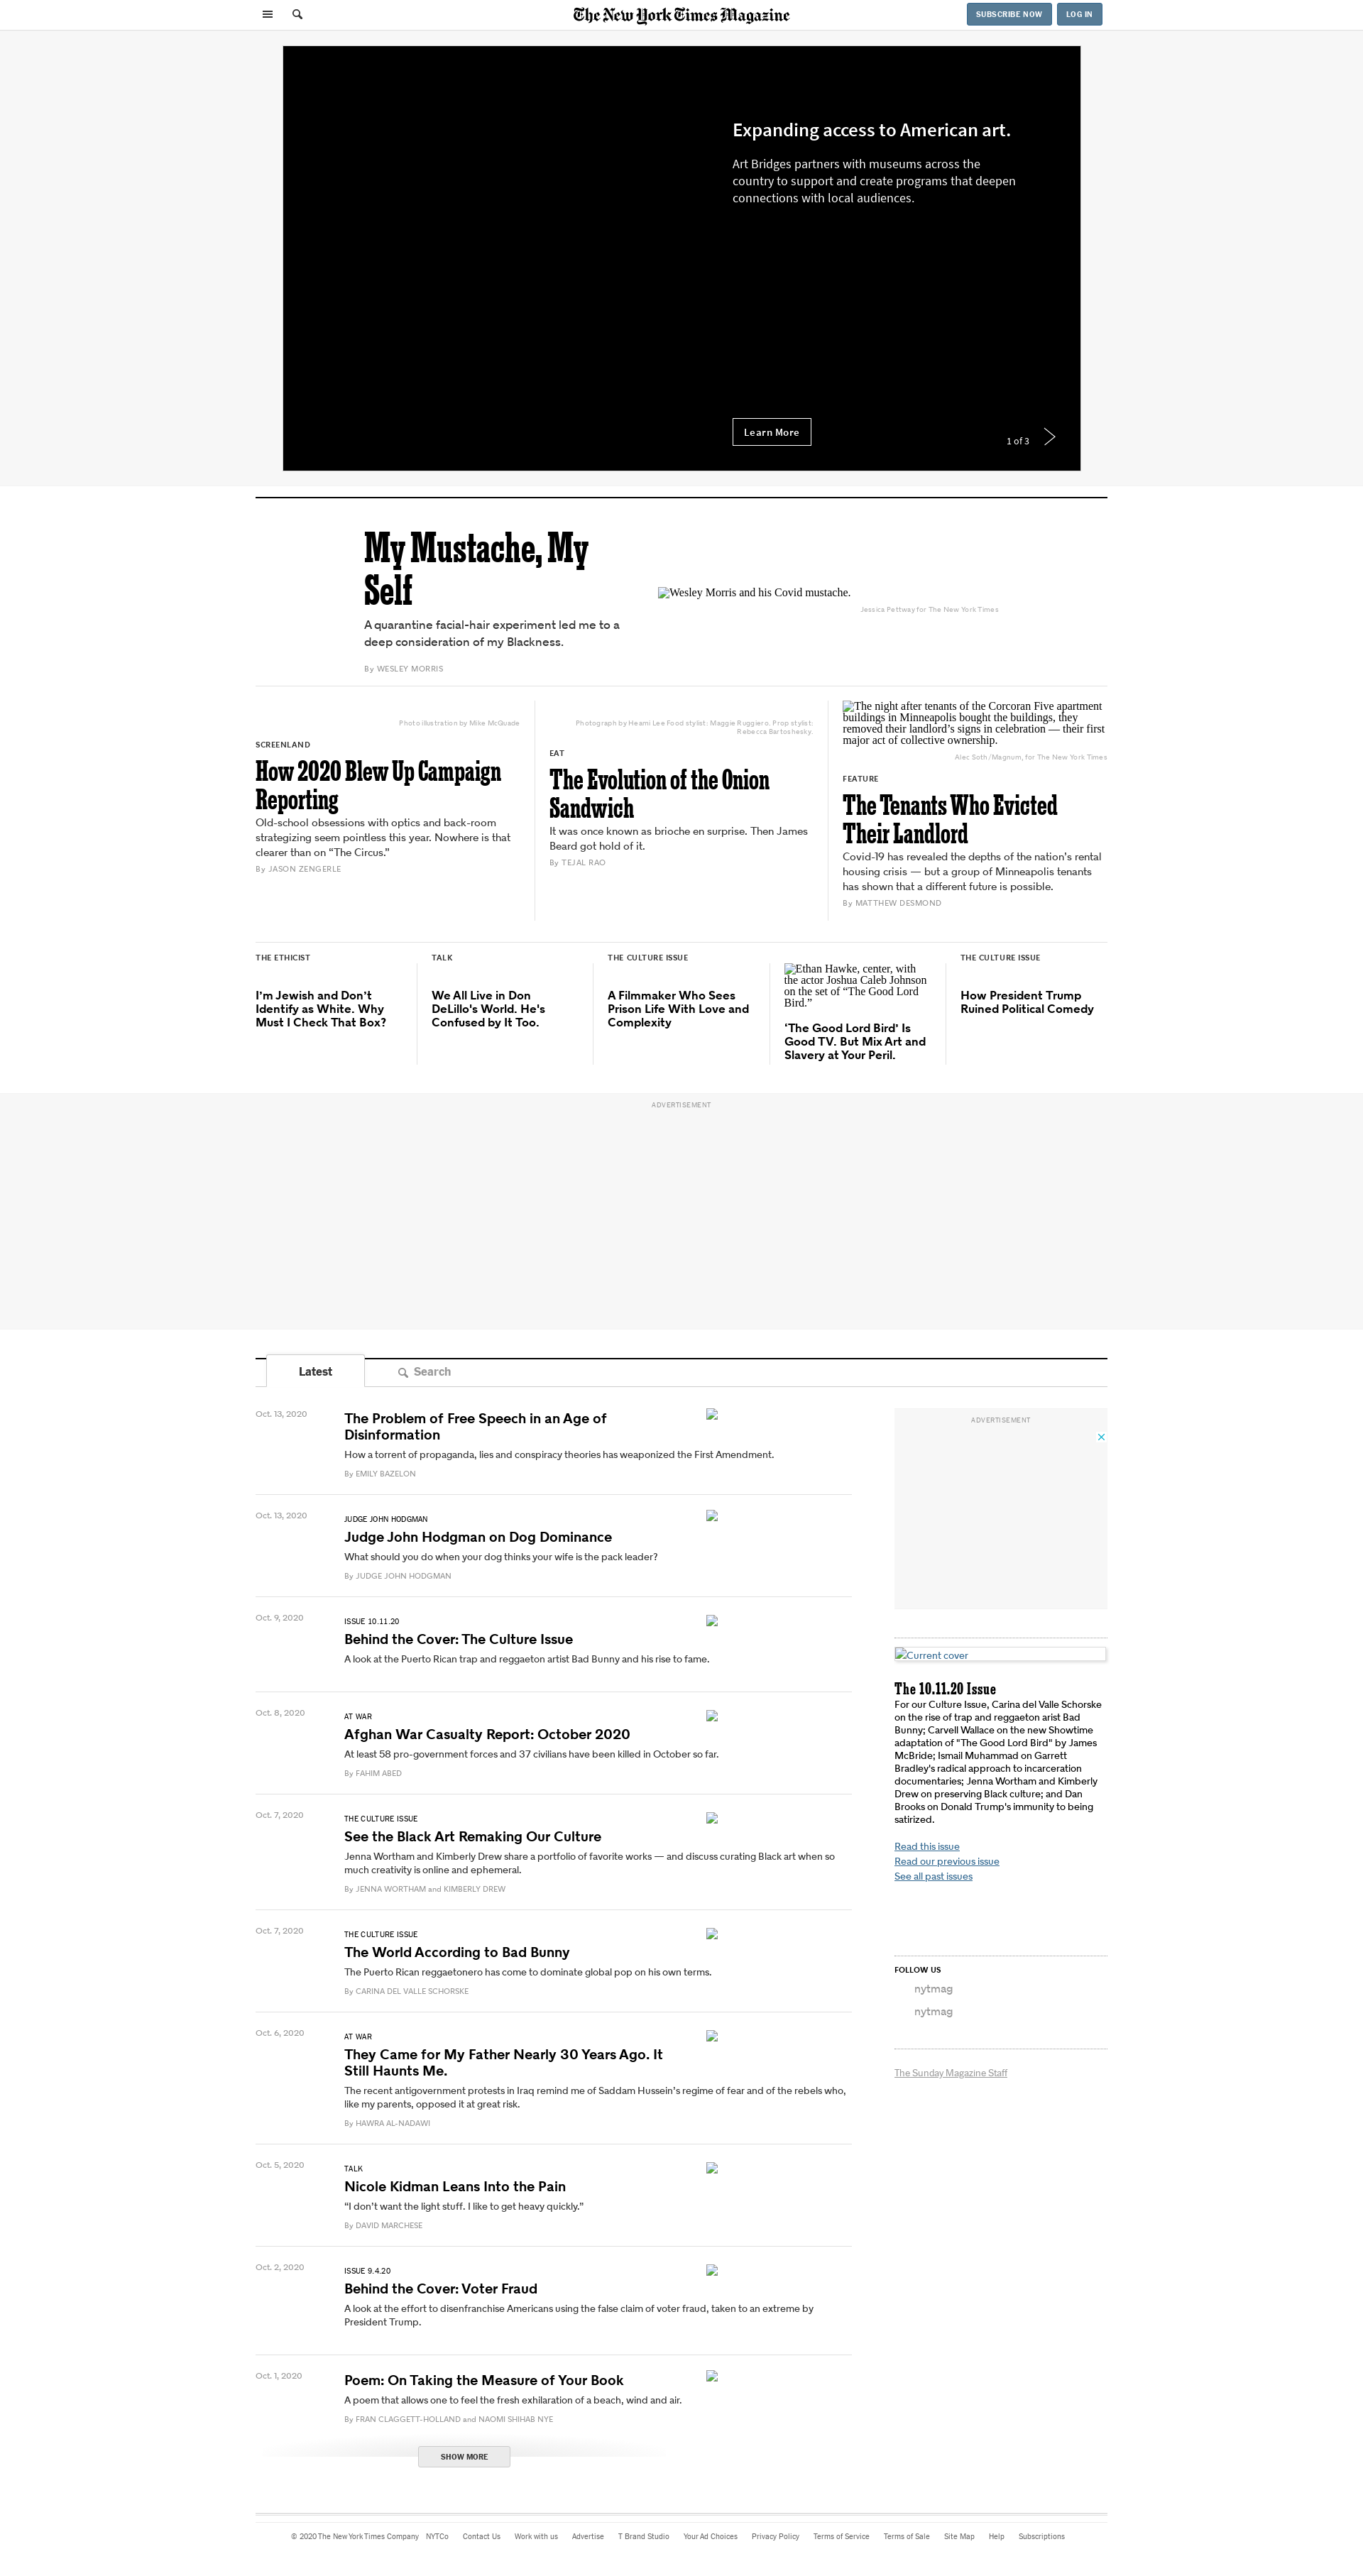 The New York Times Magazine
SUBSCRIBE NOW
LOG IN
Expanding access to American art.
Art Bridges partners with museums across the
country to support and create programs that deepen
connections with local audiences.
Learn More
1 of 3
My Mustache, My
Self
A quarantine facial-hair experiment led me to a
deep consideration of my Blackness.
By WESLEY MORRIS
Wesley Morris and his Covid mustache.
Jessica Pettway for The New York Times
Photo illustration by Mike McQuade
SCREENLAND
How 2020 Blew Up Campaign
Reporting
Old-school obsessions with optics and back-room
strategizing seem pointless this year. Nowhere is that
clearer than on “The Circus.”
By JASON ZENGERLE
Photograph by Heami Lee Food stylist: Maggie Ruggiero. Prop stylist:
Rebecca Bartoshesky.
EAT
The Evolution of the Onion
Sandwich
It was once known as brioche en surprise. Then James
Beard got hold of it.
By TEJAL RAO
The night after tenants of the Corcoran Five apartment
buildings in Minneapolis bought the buildings, they
removed their landlord’s signs in celebration — their first
major act of collective ownership.
Alec Soth/Magnum, for The New York Times
FEATURE
The Tenants Who Evicted
Their Landlord
Covid-19 has revealed the depths of the nation’s rental
housing crisis — but a group of Minneapolis tenants
has shown that a different future is possible.
By MATTHEW DESMOND
THE ETHICIST
I’m Jewish and Don’t
Identify as White. Why
Must I Check That Box?
TALK
We All Live in Don
DeLillo's World. He's
Confused by It Too.
THE CULTURE ISSUE
A Filmmaker Who Sees
Prison Life With Love and
Complexity
Ethan Hawke, center, with
the actor Joshua Caleb Johnson
on the set of “The Good Lord
Bird.”
‘The Good Lord Bird’ Is
Good TV. But Mix Art and
Slavery at Your Peril.
THE CULTURE ISSUE
How President Trump
Ruined Political Comedy
ADVERTISEMENT
Latest
Search
Oct. 13, 2020
The Problem of Free Speech in an Age of
Disinformation
How a torrent of propaganda, lies and conspiracy theories has weaponized the First Amendment.
By EMILY BAZELON
Oct. 13, 2020
JUDGE JOHN HODGMAN
Judge John Hodgman on Dog Dominance
What should you do when your dog thinks your wife is the pack leader?
By JUDGE JOHN HODGMAN
Oct. 9, 2020
ISSUE 10.11.20
Behind the Cover: The Culture Issue
A look at the Puerto Rican trap and reggaeton artist Bad Bunny and his rise to fame.
Oct. 8, 2020
AT WAR
Afghan War Casualty Report: October 2020
At least 58 pro-government forces and 37 civilians have been killed in October so far.
By FAHIM ABED
Oct. 7, 2020
THE CULTURE ISSUE
See the Black Art Remaking Our Culture
Jenna Wortham and Kimberly Drew share a portfolio of favorite works — and discuss curating Black art when so
much creativity is online and ephemeral.
By JENNA WORTHAM and KIMBERLY DREW
Oct. 7, 2020
THE CULTURE ISSUE
The World According to Bad Bunny
The Puerto Rican reggaetonero has come to dominate global pop on his own terms.
By CARINA DEL VALLE SCHORSKE
Oct. 6, 2020
AT WAR
They Came for My Father Nearly 30 Years Ago. It
Still Haunts Me.
The recent antigovernment protests in Iraq remind me of Saddam Hussein’s regime of fear and of the rebels who,
like my parents, opposed it at great risk.
By HAWRA AL-NADAWI
Oct. 5, 2020
TALK
Nicole Kidman Leans Into the Pain
“I don’t want the light stuff. I like to get heavy quickly.”
By DAVID MARCHESE
Oct. 2, 2020
ISSUE 9.4.20
Behind the Cover: Voter Fraud
A look at the effort to disenfranchise Americans using the false claim of voter fraud, taken to an extreme by
President Trump.
Oct. 1, 2020
Poem: On Taking the Measure of Your Book
A poem that allows one to feel the fresh exhilaration of a beach, wind and air.
By FRAN CLAGGETT-HOLLAND and NAOMI SHIHAB NYE
SHOW MORE
ADVERTISEMENT
Current cover
The 10.11.20 Issue
For our Culture Issue, Carina del Valle Schorske
on the rise of trap and reggaeton arist Bad
Bunny; Carvell Wallace on the new Showtime
adaptation of "The Good Lord Bird" by James
McBride; Ismail Muhammad on Garrett
Bradley's radical approach to incarceration
documentaries; Jenna Wortham and Kimberly
Drew on preserving Black culture; and Dan
Brooks on Donald Trump's immunity to being
satirized.
Read this issue
Read our previous issue
See all past issues
FOLLOW US
nytmag
nytmag
The Sunday Magazine Staff
© 2020 The New York Times Company NYTCo Contact Us Work with us Advertise T Brand Studio Your Ad Choices Privacy Policy Terms of Service Terms of Sale Site Map Help Subscriptions